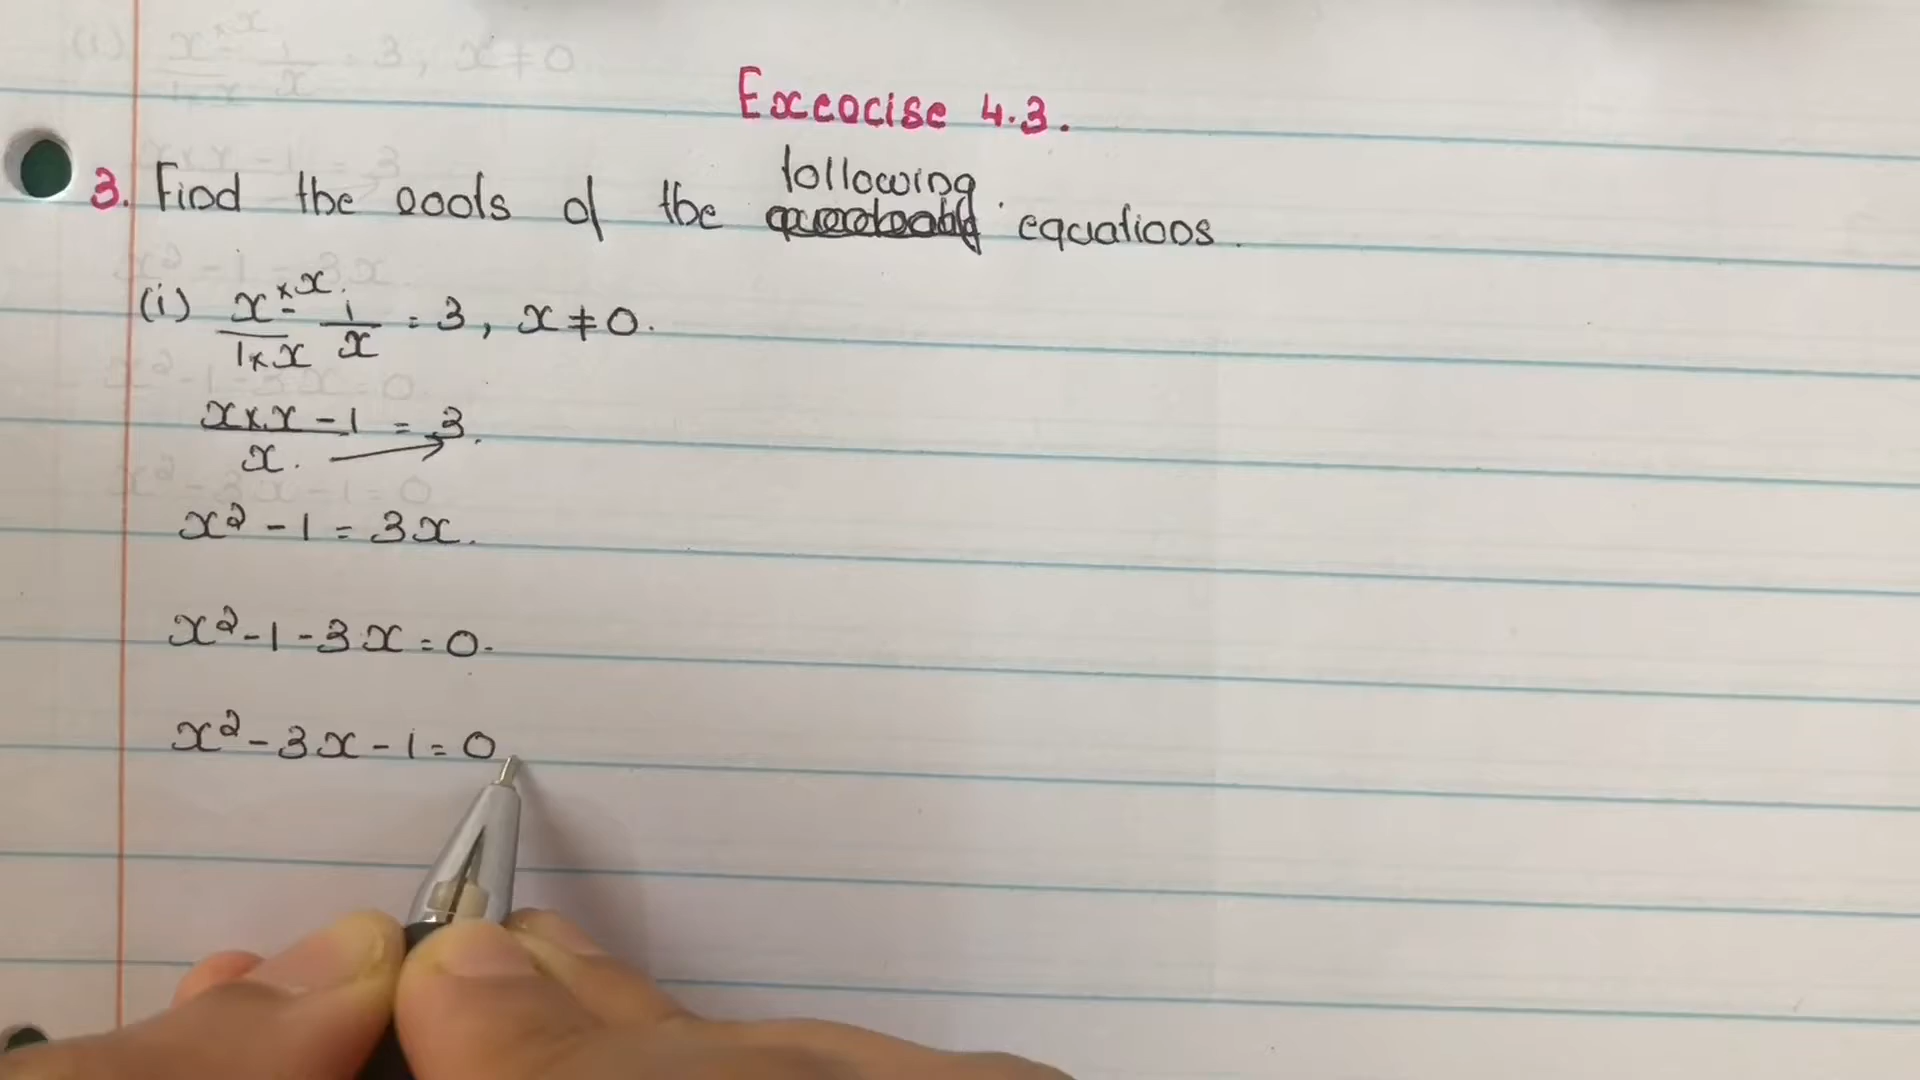 Exercise 4.3.
3. Find the roots of the following equations.
(i) x××x/1×x - 1/x = 3, x ≠ 0.
x×x - 1/x = 3.
x² - 1 = 3x.
x² - 1 - 3x = 0.
x² - 3x - 1 = 0